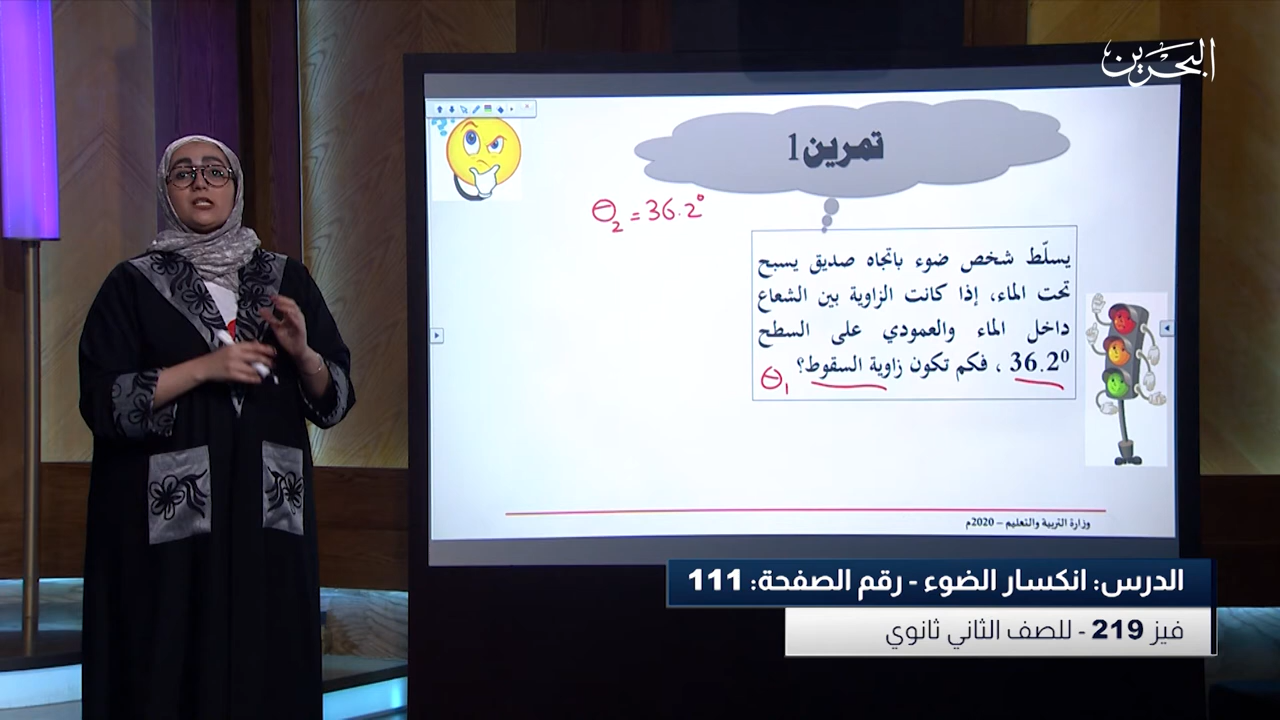 البحرين
تمرين1
θ₂ = 36.2°
يسلّط شخص ضوء باتجاه صديق يسبح
تحت الماء، إذا كانت الزاوية بين الشعاع
داخل الماء والعمودي على السطح
36.2⁰ ، فكم تكون زاوية السقوط؟
θ₁
وزارة التربية والتعليم – 2020م
الدرس: انكسار الضوء - رقم الصفحة: 111
فيز 219 - للصف الثاني ثانوي